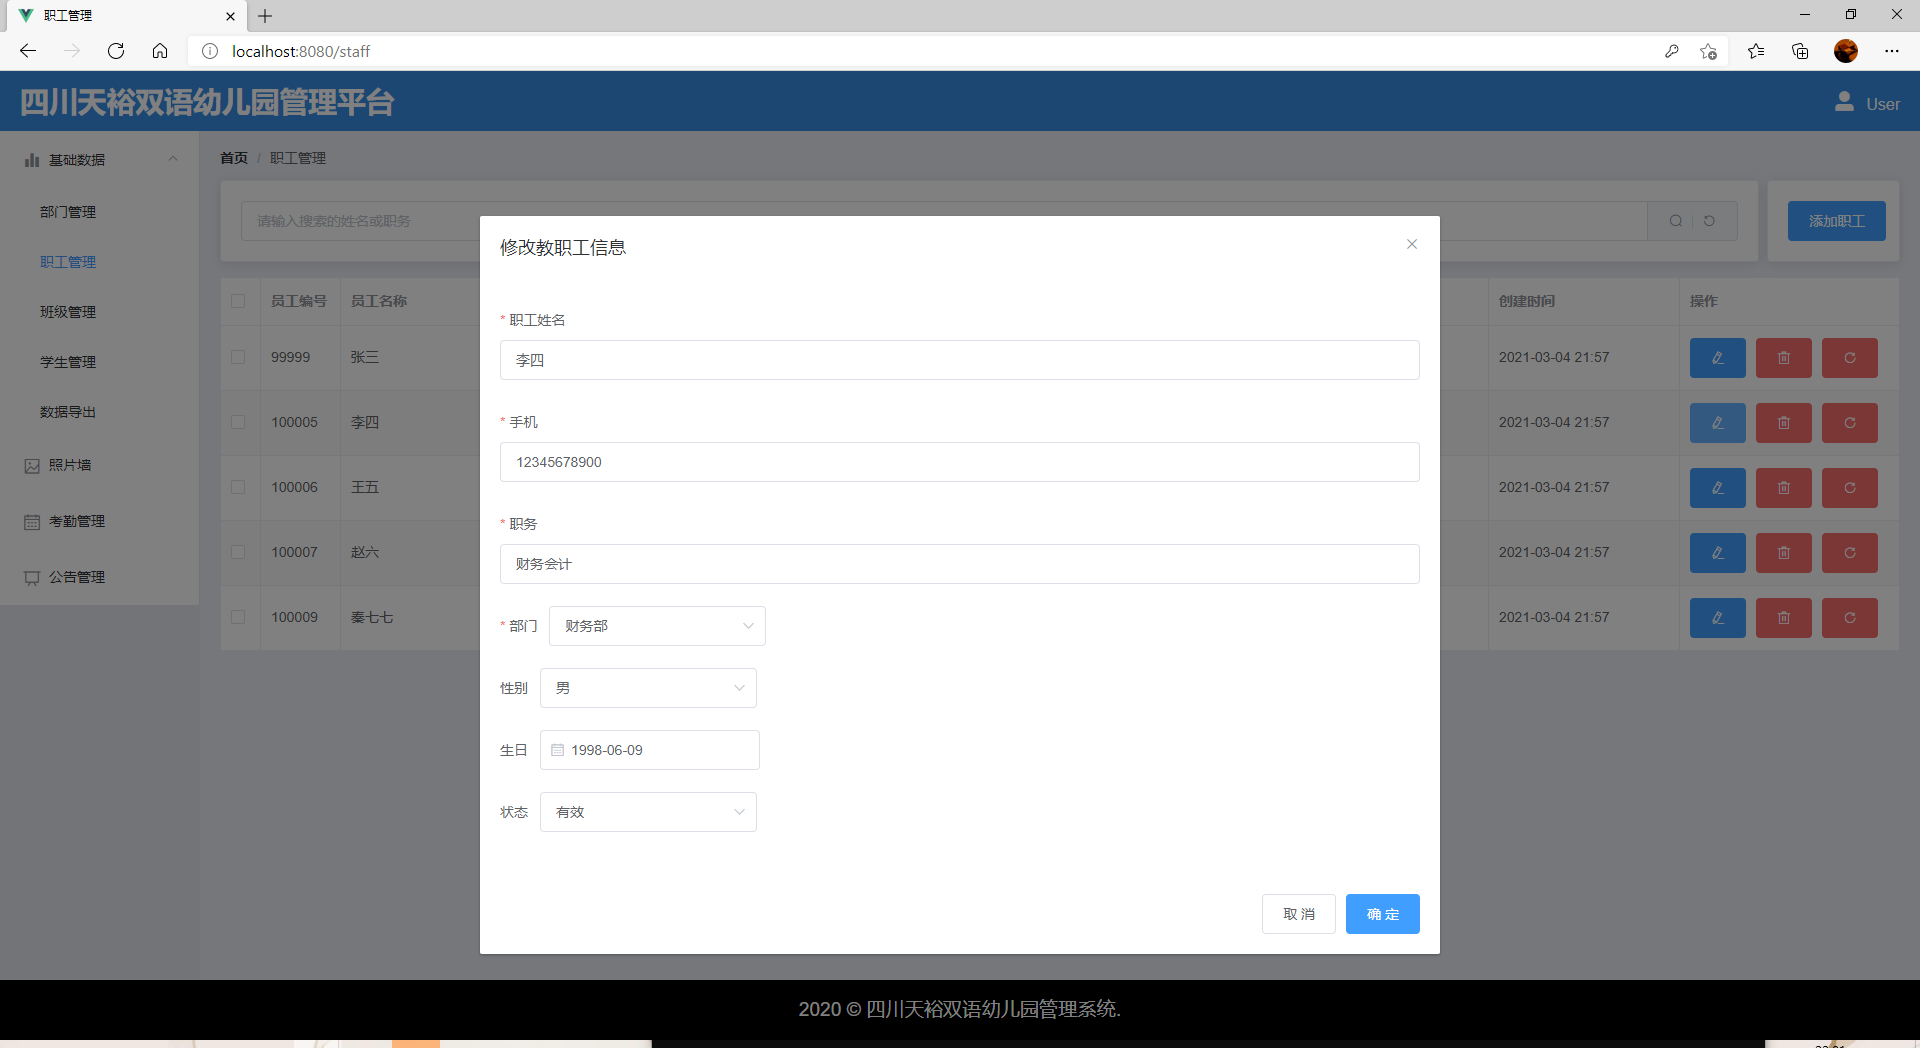 职工管理
localhost:8080/staff
四川天裕双语幼儿园管理平台
User
基础数据
部门管理
职工管理
班级管理
学生管理
数据导出
照片墙
考勤管理
公告管理
首页 / 职工管理
请输入搜索的姓名或职务
添加职工
员工编号 员工名称 创建时间 操作
99999 张三 2021-03-04 21:57
100005 李四 2021-03-04 21:57
100006 王五 2021-03-04 21:57
100007 赵六 2021-03-04 21:57
100009 秦七七 2021-03-04 21:57
修改教职工信息
* 职工姓名
李四
* 手机
12345678900
* 职务
财务会计
* 部门 财务部
性别 男
生日 1998-06-09
状态 有效
取 消 确 定
2020 © 四川天裕双语幼儿园管理系统.